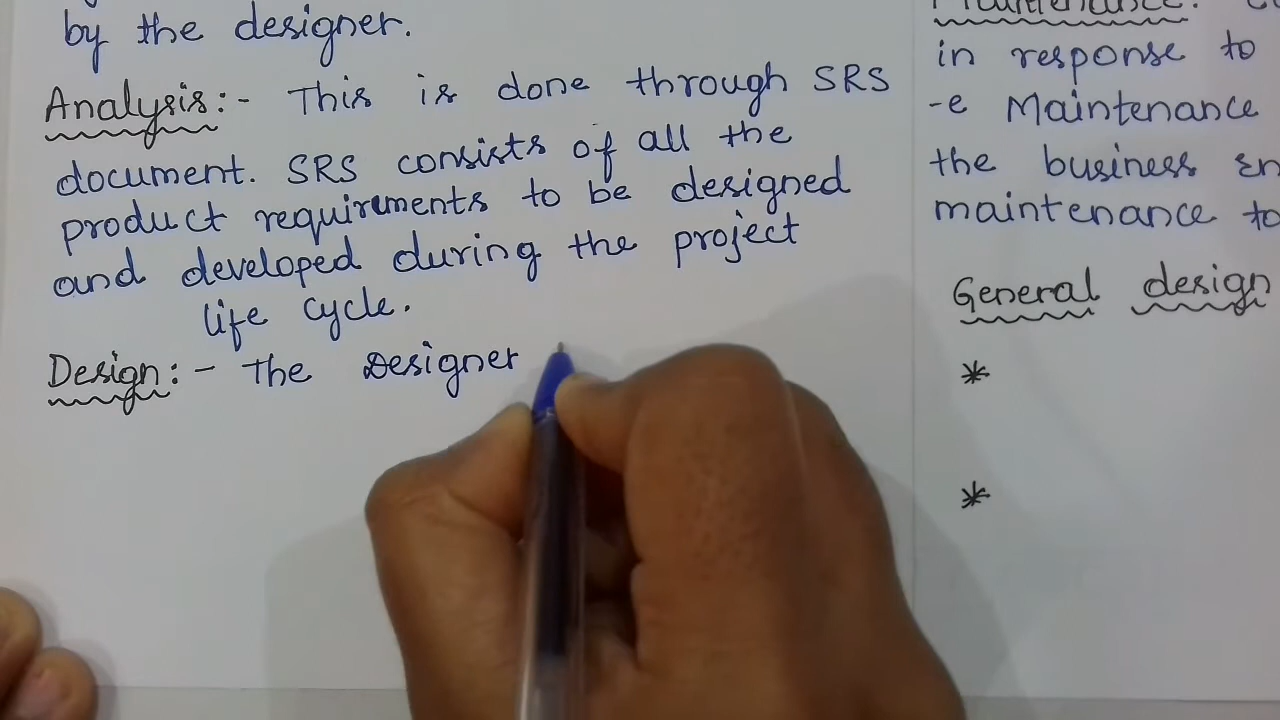 by the designer.
Analysis:- This is done through SRS
document. SRS consists of all the
product requirements to be designed
and developed during the project
life cycle.
Design:- The Designer
Maintenance:
in response to
-e Maintenance
the business En
maintenance to
General design
*
*